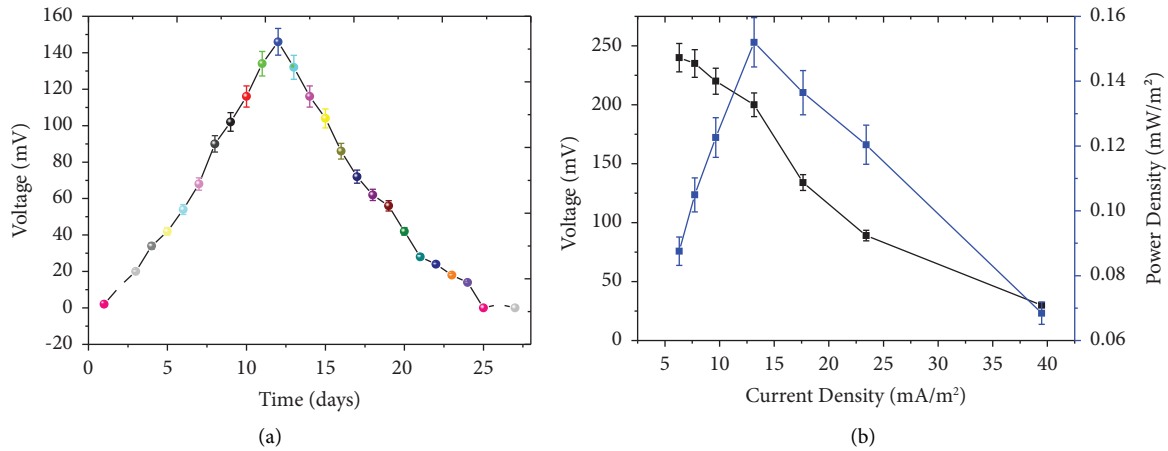 160
140
120
100
80
60
40
20
0
-20
Voltage (mV)
0 5 10 15 20 25
Time (days)
(a)
250
200
150
100
50
0
Voltage (mV)
0.16
0.14
0.12
0.10
0.08
0.06
Power Density (mW/m²)
5 10 15 20 25 30 35 40
Current Density (mA/m²)
(b)